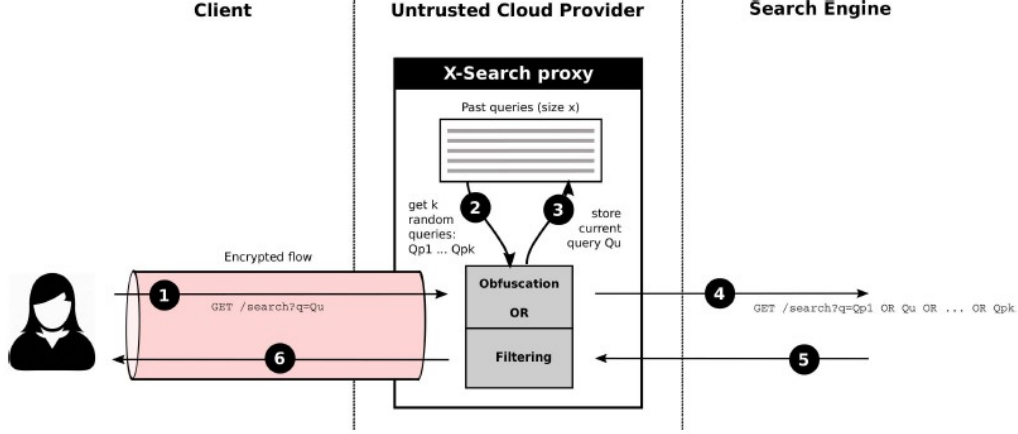 Client
Untrusted Cloud Provider
Search Engine
X-Search proxy
Past queries (size x)
get k
random
queries:
Qp1 ... Qpk
2
3
store
current
query Qu
Encrypted flow
1
GET /search?q=Qu
Obfuscation
OR
Filtering
4
GET /search?q=Qp1 OR Qu OR ... OR Qpk
6
5